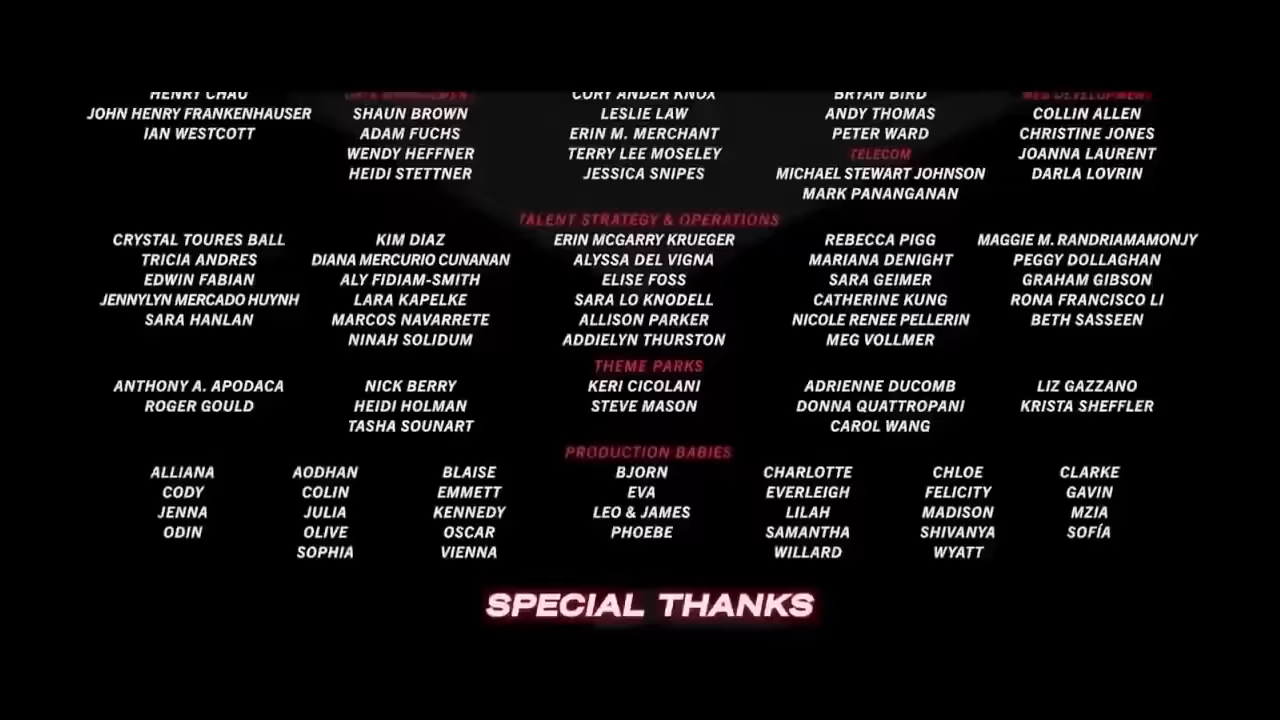 HENRY CHAU CORY ANDER KNOX BRYAN BIRD WEB DEVELOPMENT
JOHN HENRY FRANKENHAUSER SHAUN BROWN LESLIE LAW ANDY THOMAS COLLIN ALLEN
IAN WESTCOTT ADAM FUCHS ERIN M. MERCHANT PETER WARD CHRISTINE JONES
WENDY HEFFNER TERRY LEE MOSELEY TELECOM JOANNA LAURENT
HEIDI STETTNER JESSICA SNIPES MICHAEL STEWART JOHNSON DARLA LOVRIN
MARK PANANGANAN
TALENT STRATEGY & OPERATIONS
CRYSTAL TOURES BALL KIM DIAZ ERIN MCGARRY KRUEGER REBECCA PIGG MAGGIE M. RANDRIAMAMONJY
TRICIA ANDRES DIANA MERCURIO CUNANAN ALYSSA DEL VIGNA MARIANA DENIGHT PEGGY DOLLAGHAN
EDWIN FABIAN ALY FIDIAM-SMITH ELISE FOSS SARA GEIMER GRAHAM GIBSON
JENNYLYN MERCADO HUYNH LARA KAPELKE SARA LO KNODELL CATHERINE KUNG RONA FRANCISCO LI
SARA HANLAN MARCOS NAVARRETE ALLISON PARKER NICOLE RENEE PELLERIN BETH SASSEEN
NINAH SOLIDUM ADDIELYN THURSTON MEG VOLLMER
THEME PARKS
ANTHONY A. APODACA NICK BERRY KERI CICOLANI ADRIENNE DUCOMB LIZ GAZZANO
ROGER GOULD HEIDI HOLMAN STEVE MASON DONNA QUATTROPANI KRISTA SHEFFLER
TASHA SOUNART CAROL WANG
PRODUCTION BABIES
ALLIANA AODHAN BLAISE BJORN CHARLOTTE CHLOE CLARKE
CODY COLIN EMMETT EVA EVERLEIGH FELICITY GAVIN
JENNA JULIA KENNEDY LEO & JAMES LILAH MADISON MZIA
ODIN OLIVE OSCAR PHOEBE SAMANTHA SHIVANYA SOFÍA
SOPHIA VIENNA WILLARD WYATT
SPECIAL THANKS